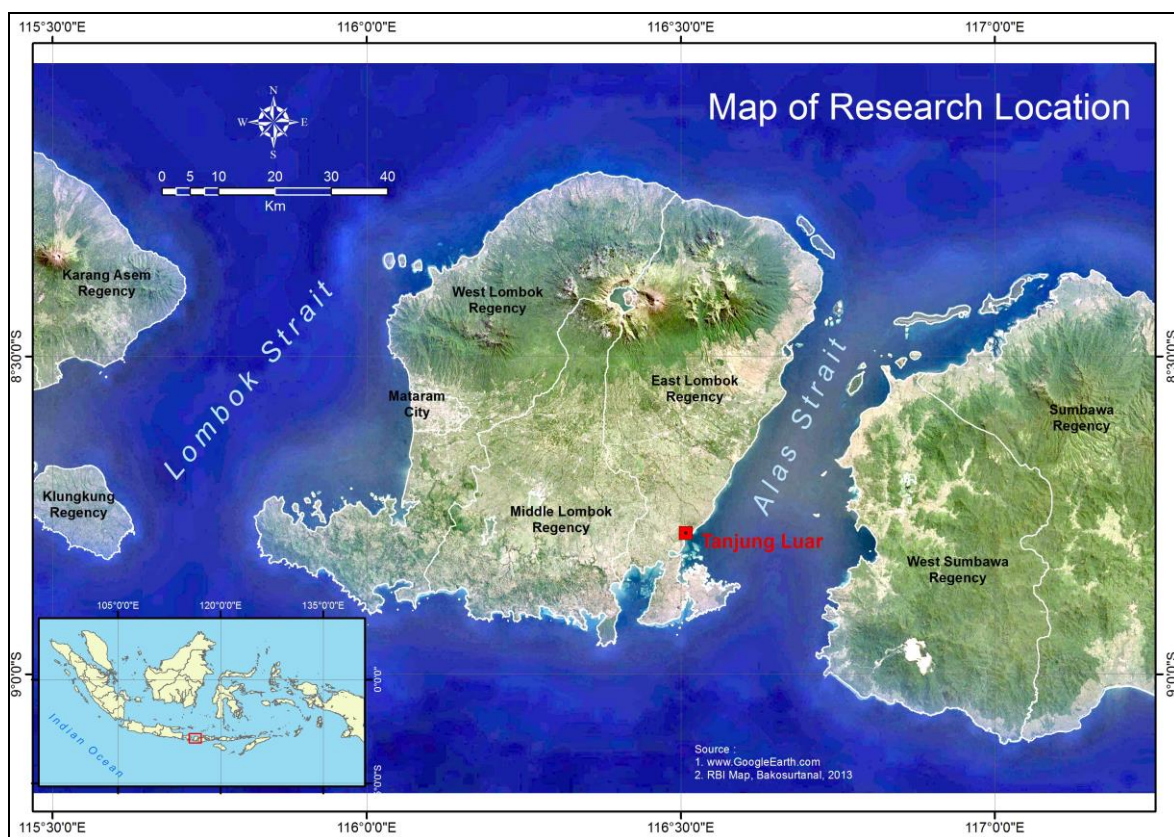 115°30'0"E
116°0'0"E
116°30'0"E
117°0'0"E
Map of Research Location
N
W
E
S
0 5 10 20 30 40
Km
Karang Asem
Regency
West Lombok
Regency
Lombok Strait
8°30'0"S
8°30'0"S
Mataram
City
East Lombok
Regency
Alas Strait
Sumbawa
Regency
Klungkung
Regency
Middle Lombok
Regency
Tanjung Luar
West Sumbawa
Regency
105°0'0"E
120°0'0"E
135°0'0"E
0°0'0"
Indian Ocean
9°0'0"S
9°0'0"S
Source :
1. www.GoogleEarth.com
2. RBI Map, Bakosurtanal, 2013
115°30'0"E
116°0'0"E
116°30'0"E
117°0'0"E